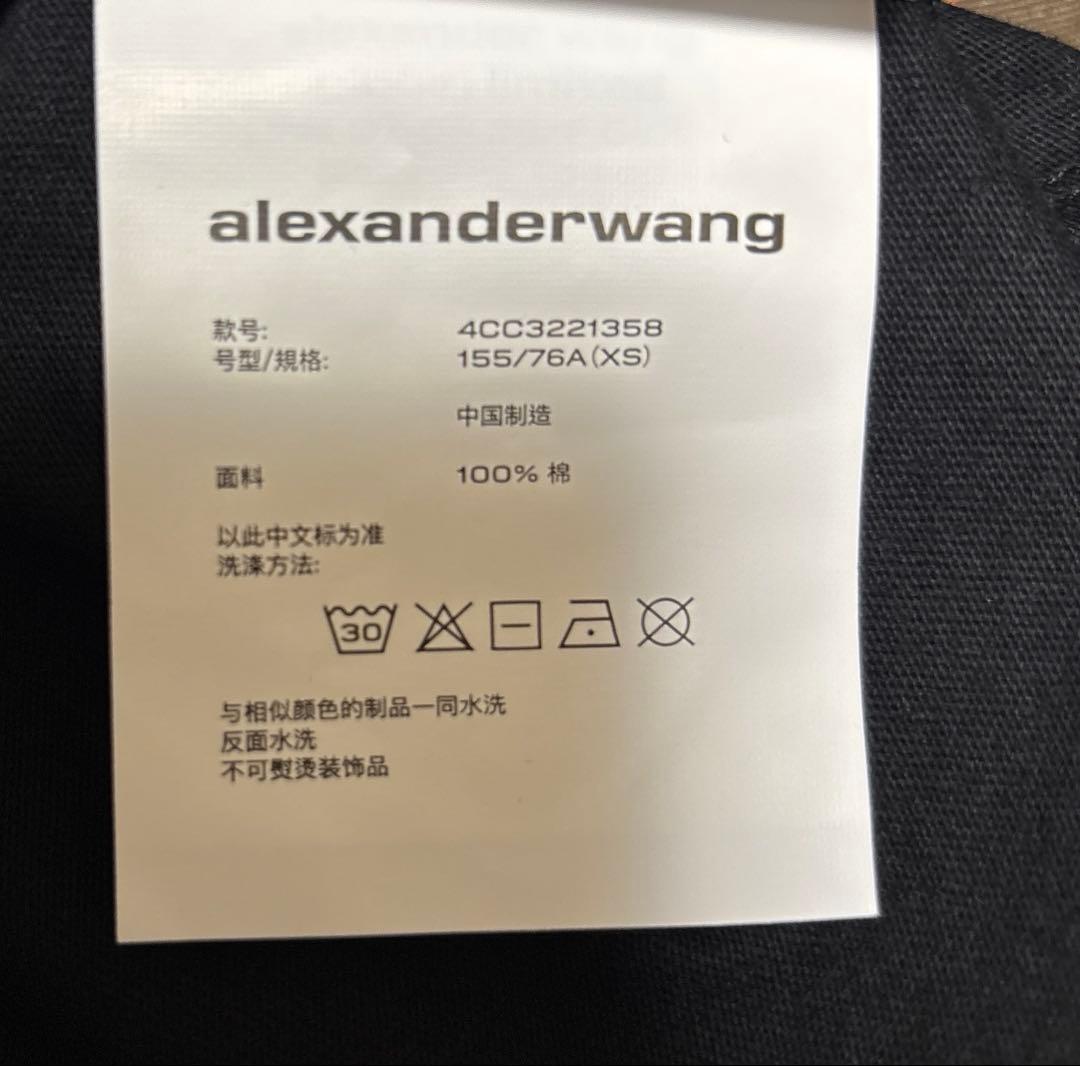 alexanderwang
款号: 4CC3221358
号型/規格: 155/76A(XS)
中国制造
面料 100% 棉
以此中文标为准
洗涤方法:
30
与相似颜色的制品一同水洗
反面水洗
不可熨烫装饰品